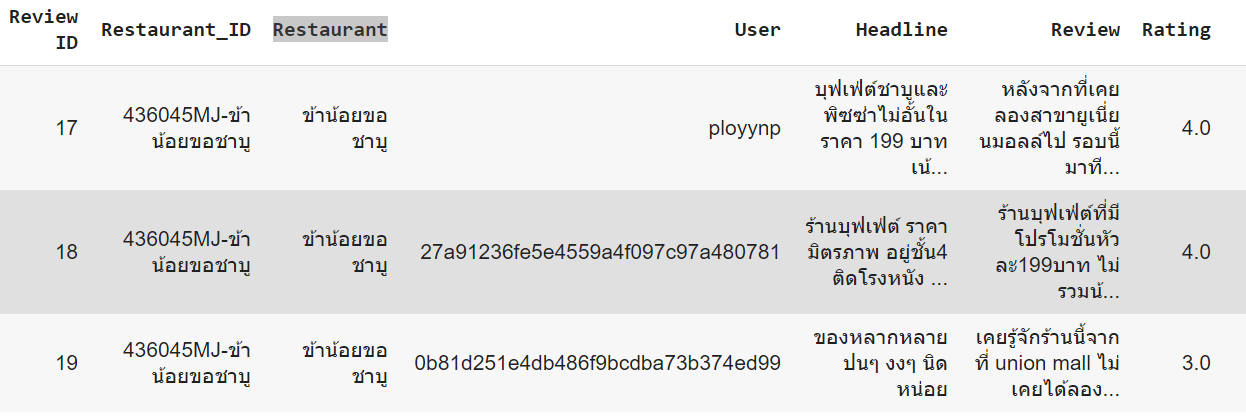 Review ID Restaurant_ID Restaurant User Headline Review Rating
17 436045MJ-ข้าน้อยขอชาบู ข้าน้อยขอชาบู ployynp บุฟเฟ่ต์ชาบูและพิซซ่าไม่อั้นในราคา 199 บาท เน้... หลังจากที่เคยลองสาขายูเนี่ยนมอลล์ไป รอบนี้มาที... 4.0
18 436045MJ-ข้าน้อยขอชาบู ข้าน้อยขอชาบู 27a91236fe5e4559a4f097c97a480781 ร้านบุฟเฟ่ต์ ราคามิตรภาพ อยู่ชั้น4 ติดโรงหนัง ... ร้านบุฟเฟ่ต์ที่มีโปรโมชั่นหัวละ199บาท ไม่รวมน้... 4.0
19 436045MJ-ข้าน้อยขอชาบู ข้าน้อยขอชาบู 0b81d251e4db486f9bcdba73b374ed99 ของหลากหลาย ปนๆ งงๆ นิดหน่อย เคยรู้จักร้านนี้จากที่ union mall ไม่เคยได้ลอง... 3.0